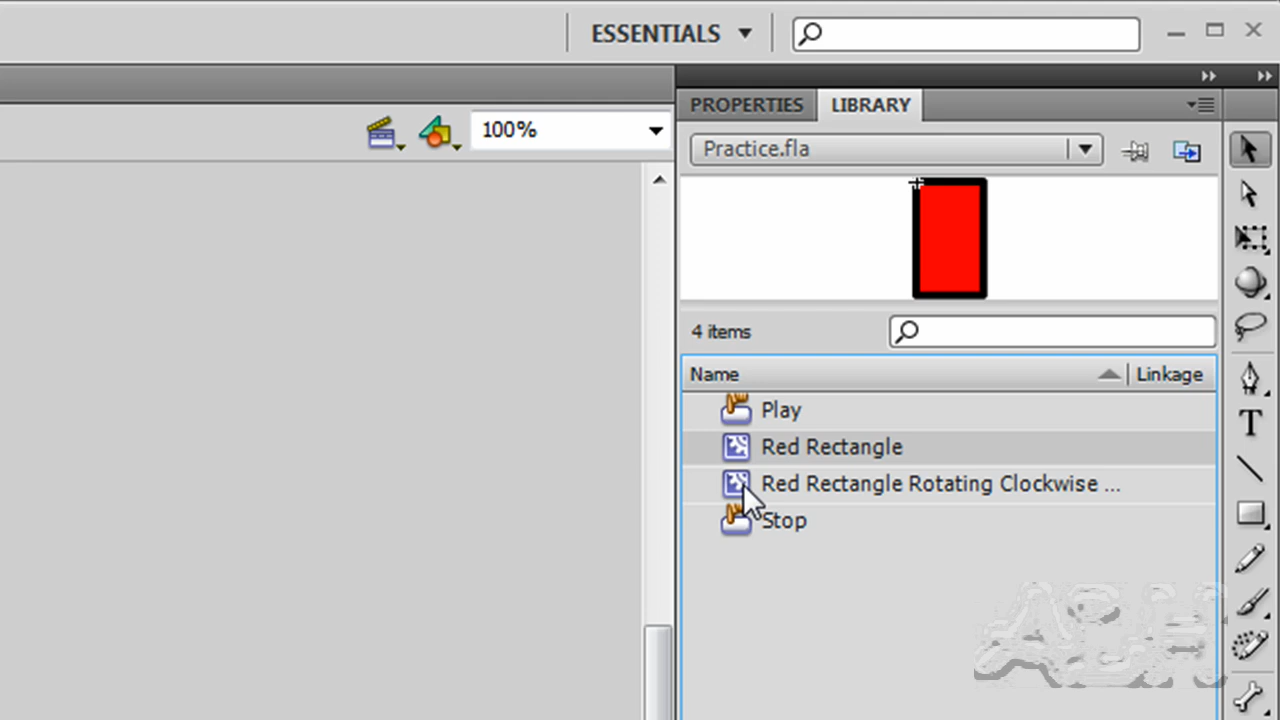 ESSENTIALS
100%
PROPERTIES
LIBRARY
Practice.fla
4 items
Name
Linkage
Play
Red Rectangle
Red Rectangle Rotating Clockwise ...
Stop
T